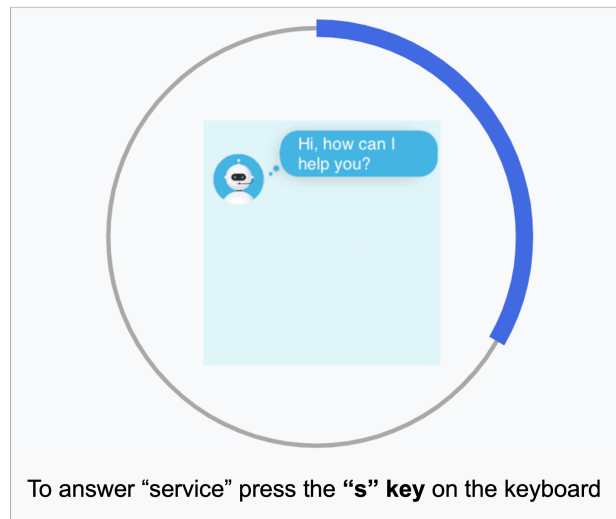 Hi, how can I
help you?
To answer “service” press the “s” key on the keyboard